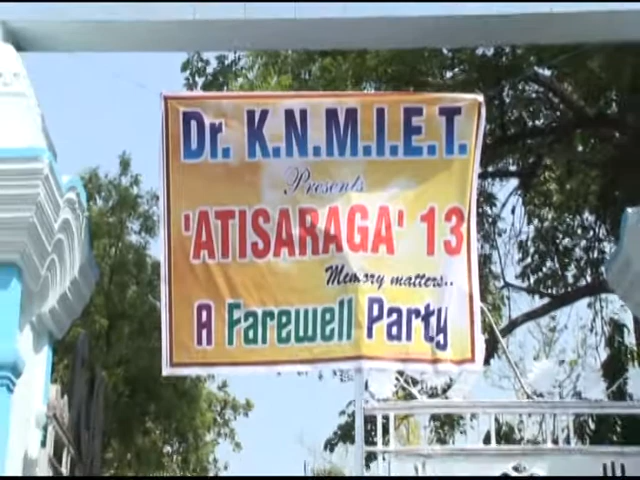 Dr. K.N.M.I.E.T.
Presents
'ATISARAGA' 13
Memory matters..
A Farewell Party